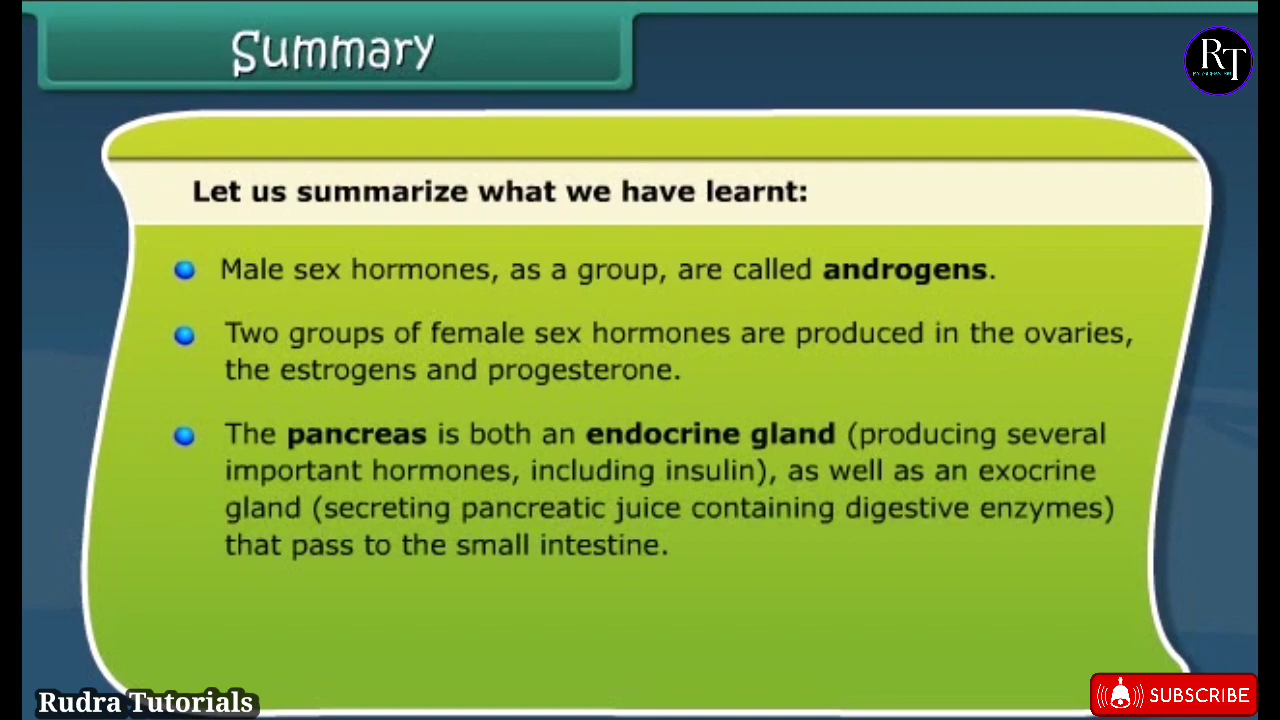 Summary
RT
Let us summarize what we have learnt:
Male sex hormones, as a group, are called androgens.
Two groups of female sex hormones are produced in the ovaries,
the estrogens and progesterone.
The pancreas is both an endocrine gland (producing several
important hormones, including insulin), as well as an exocrine
gland (secreting pancreatic juice containing digestive enzymes)
that pass to the small intestine.
Rudra Tutorials
SUBSCRIBE